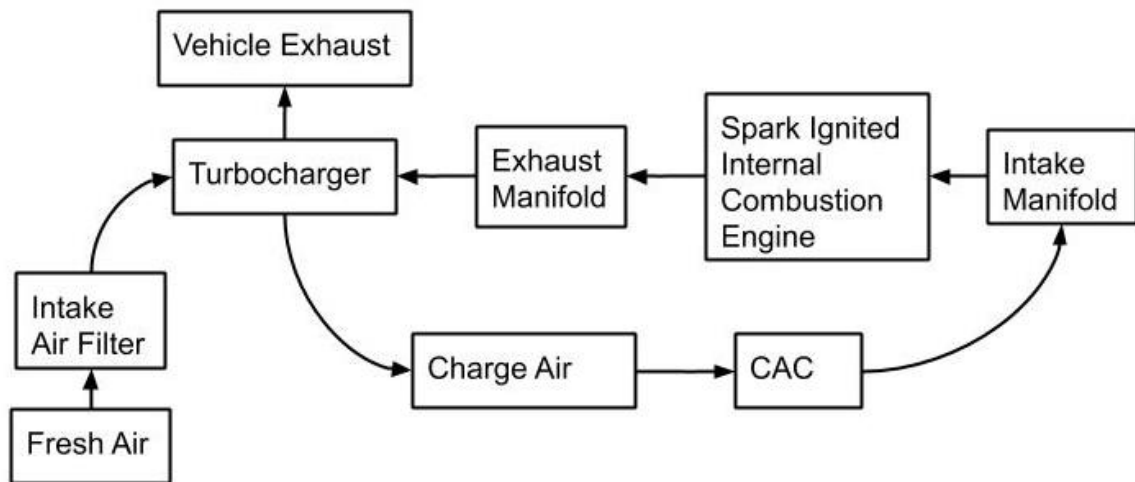 Vehicle Exhaust
Turbocharger
Exhaust
Manifold
Spark Ignited
Internal
Combustion
Engine
Intake
Manifold
Intake
Air Filter
Charge Air
CAC
Fresh Air